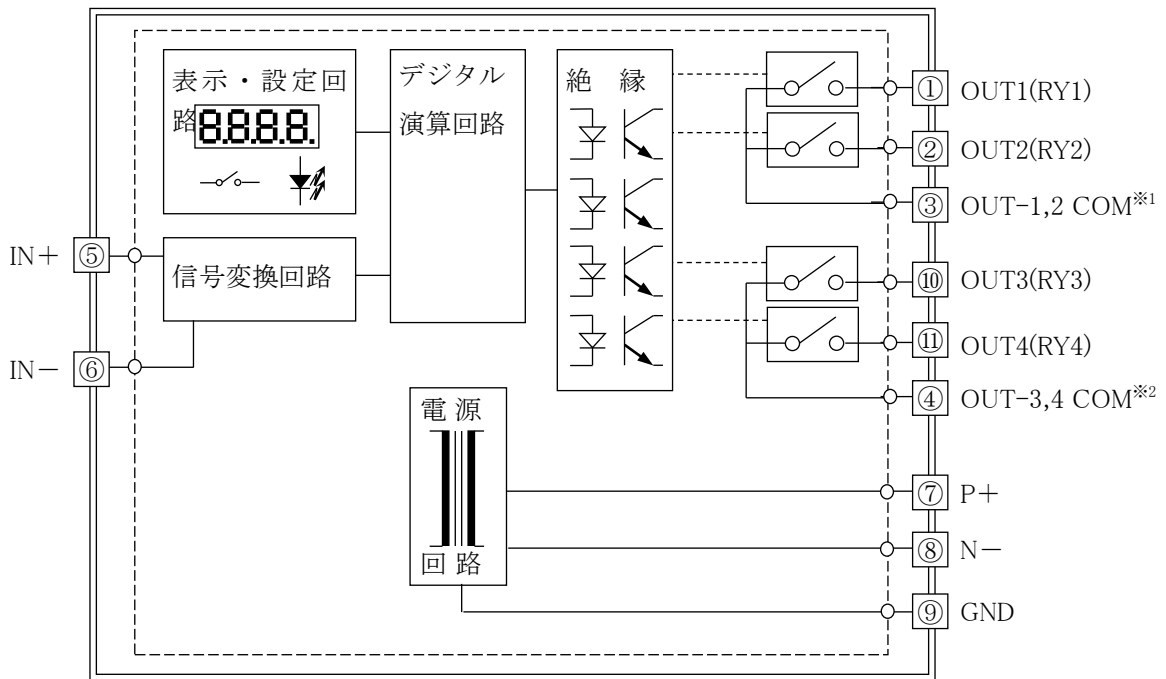 表示・設定回
路 8.8.8.8.
デジタル
演算回路
絶 縁
① OUT1(RY1)
② OUT2(RY2)
③ OUT-1,2 COM※1
IN+ ⑤
信号変換回路
⑩ OUT3(RY3)
IN- ⑥
⑪ OUT4(RY4)
④ OUT-3,4 COM※2
電 源
回 路
⑦ P+
⑧ N-
⑨ GND